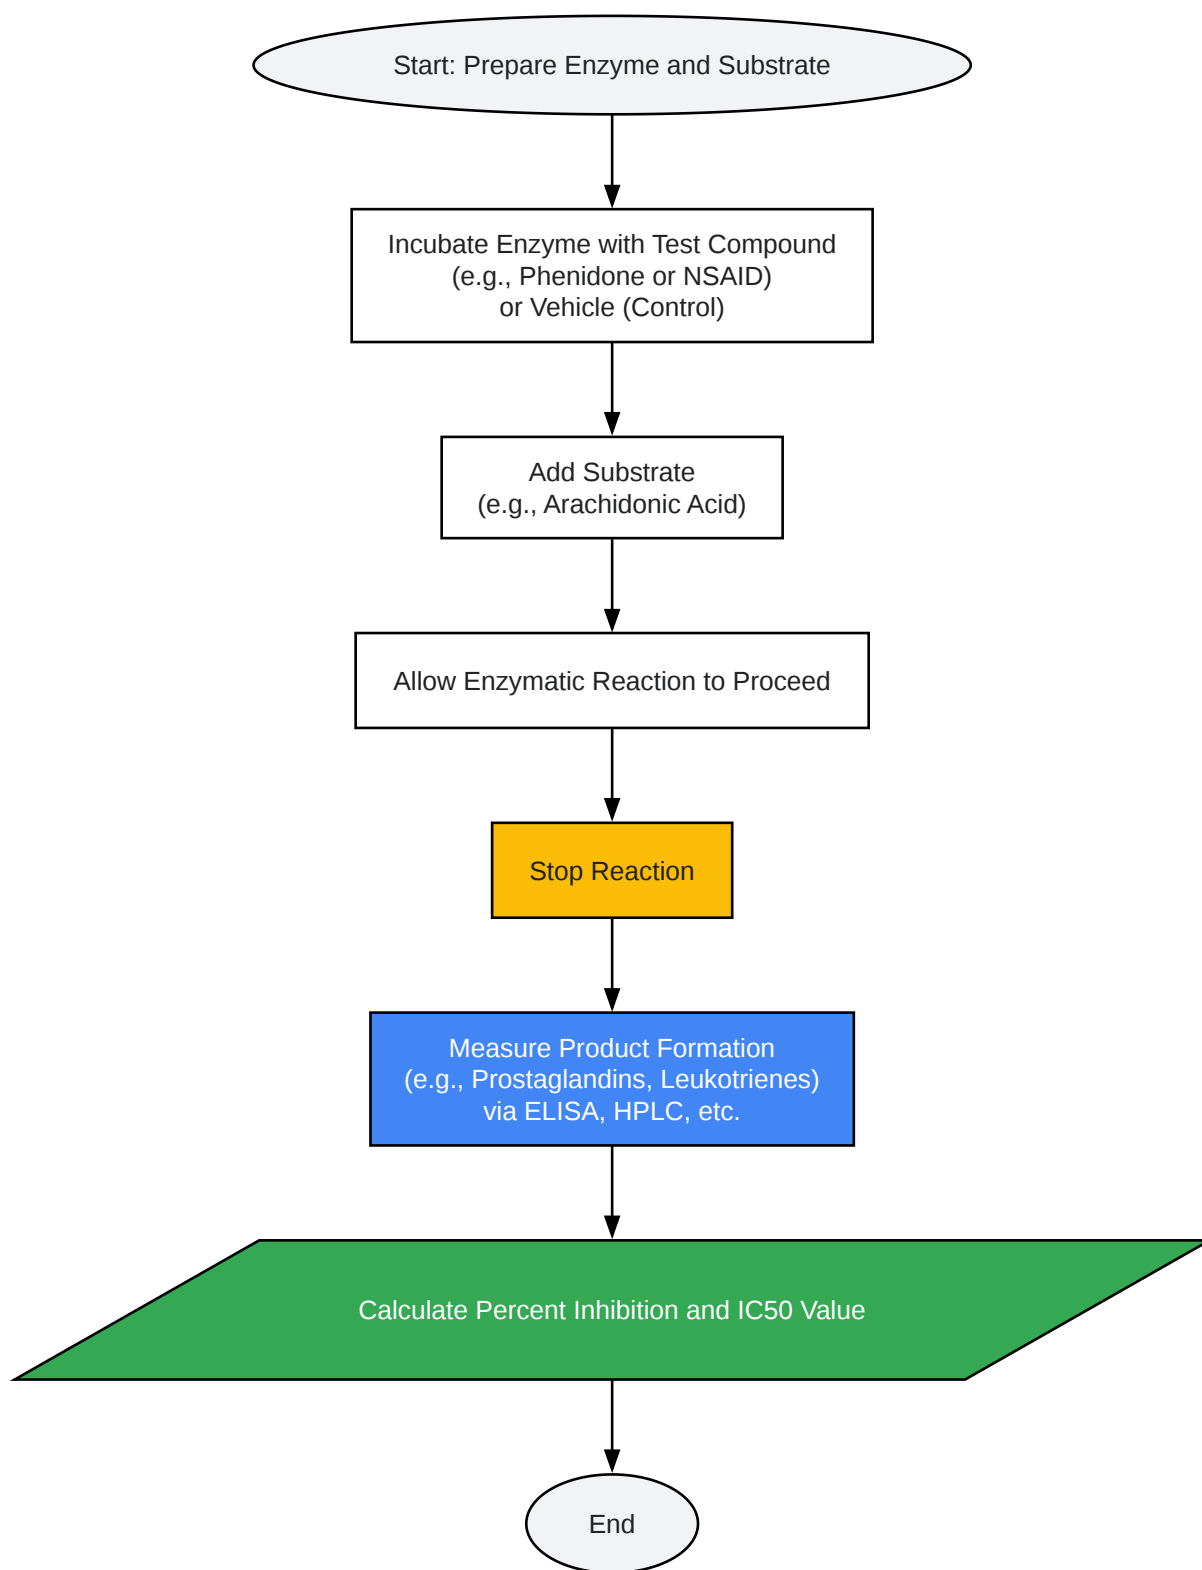 Start: Prepare Enzyme and Substrate
Incubate Enzyme with Test Compound
(e.g., Phenidone or NSAID)
or Vehicle (Control)
Add Substrate
(e.g., Arachidonic Acid)
Allow Enzymatic Reaction to Proceed
Stop Reaction
Measure Product Formation
(e.g., Prostaglandins, Leukotrienes)
via ELISA, HPLC, etc.
Calculate Percent Inhibition and IC50 Value
End